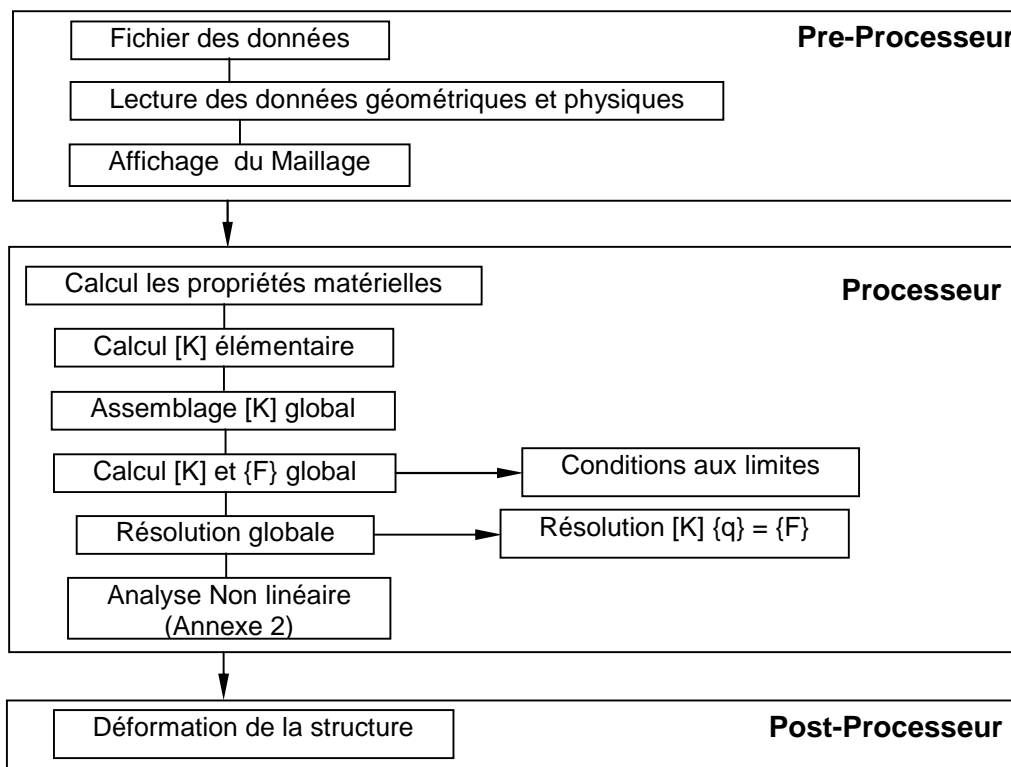 Pre-Processeur
Fichier des données
Lecture des données géométriques et physiques
Affichage du Maillage
Processeur
Calcul les propriétés matérielles
Calcul [K] élémentaire
Assemblage [K] global
Calcul [K] et {F} global
Conditions aux limites
Résolution globale
Résolution [K] {q} = {F}
Analyse Non linéaire
(Annexe 2)
Post-Processeur
Déformation de la structure